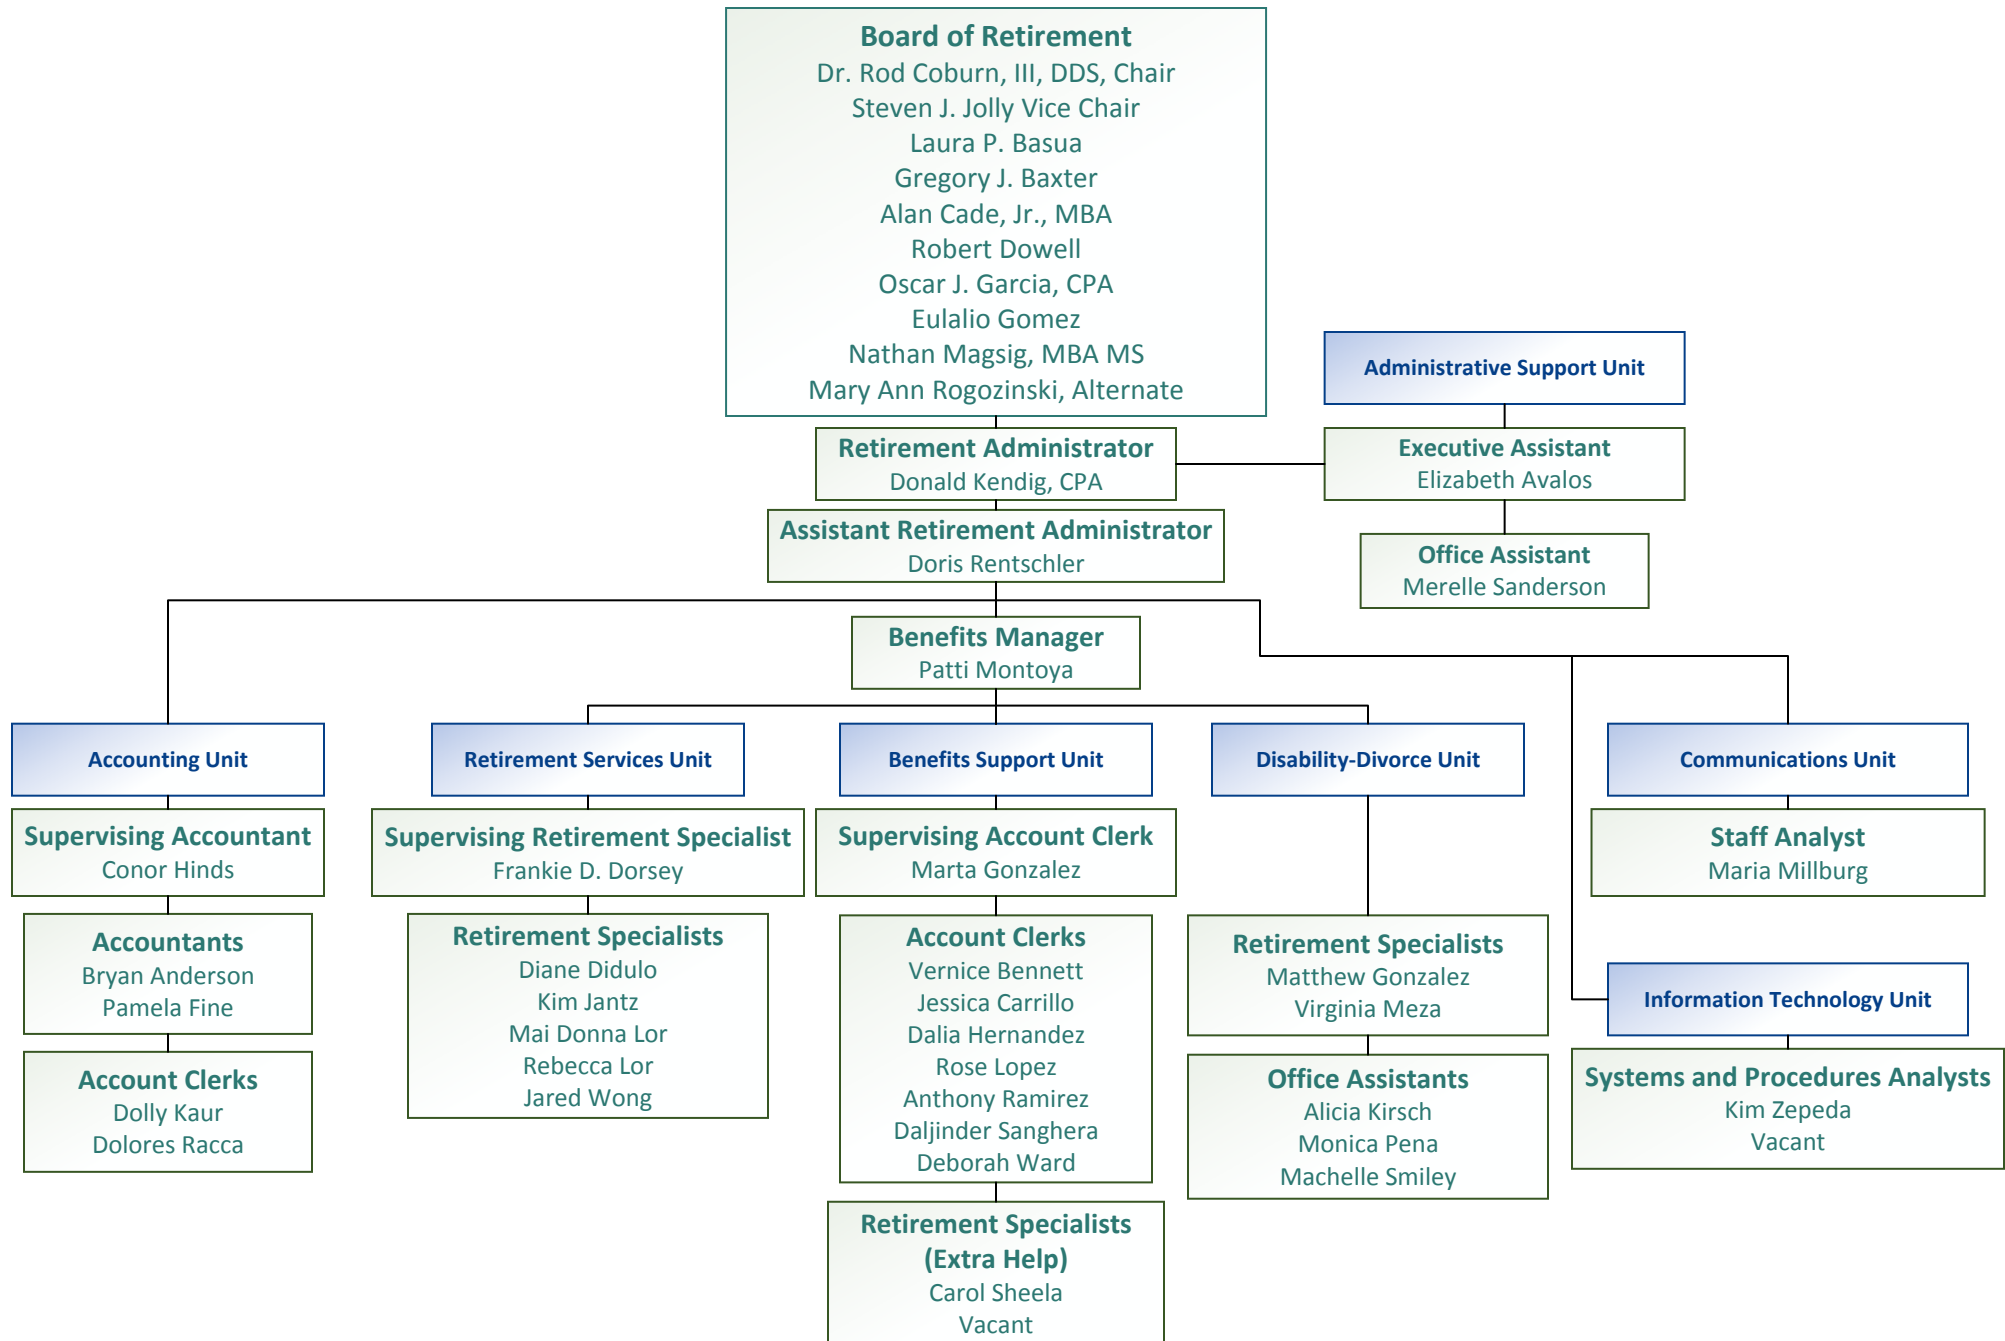 Board of Retirement
Dr. Rod Coburn, III, DDS, Chair
Steven J. Jolly Vice Chair
Laura P. Basua
Gregory J. Baxter
Alan Cade, Jr., MBA
Robert Dowell
Oscar J. Garcia, CPA
Eulalio Gomez
Nathan Magsig, MBA MS
Mary Ann Rogozinski, Alternate
Administrative Support Unit
Retirement Administrator
Donald Kendig, CPA
Executive Assistant
Elizabeth Avalos
Assistant Retirement Administrator
Doris Rentschler
Office Assistant
Merelle Sanderson
Benefits Manager
Patti Montoya
Accounting Unit
Supervising Accountant
Conor Hinds
Accountants
Bryan Anderson
Pamela Fine
Account Clerks
Dolly Kaur
Dolores Racca
Retirement Services Unit
Supervising Retirement Specialist
Frankie D. Dorsey
Retirement Specialists
Diane Didulo
Kim Jantz
Mai Donna Lor
Rebecca Lor
Jared Wong
Benefits Support Unit
Supervising Account Clerk
Marta Gonzalez
Account Clerks
Vernice Bennett
Jessica Carrillo
Dalia Hernandez
Rose Lopez
Anthony Ramirez
Daljinder Sanghera
Deborah Ward
Retirement Specialists
(Extra Help)
Carol Sheela
Vacant
Disability-Divorce Unit
Retirement Specialists
Matthew Gonzalez
Virginia Meza
Office Assistants
Alicia Kirsch
Monica Pena
Machelle Smiley
Communications Unit
Staff Analyst
Maria Millburg
Information Technology Unit
Systems and Procedures Analysts
Kim Zepeda
Vacant